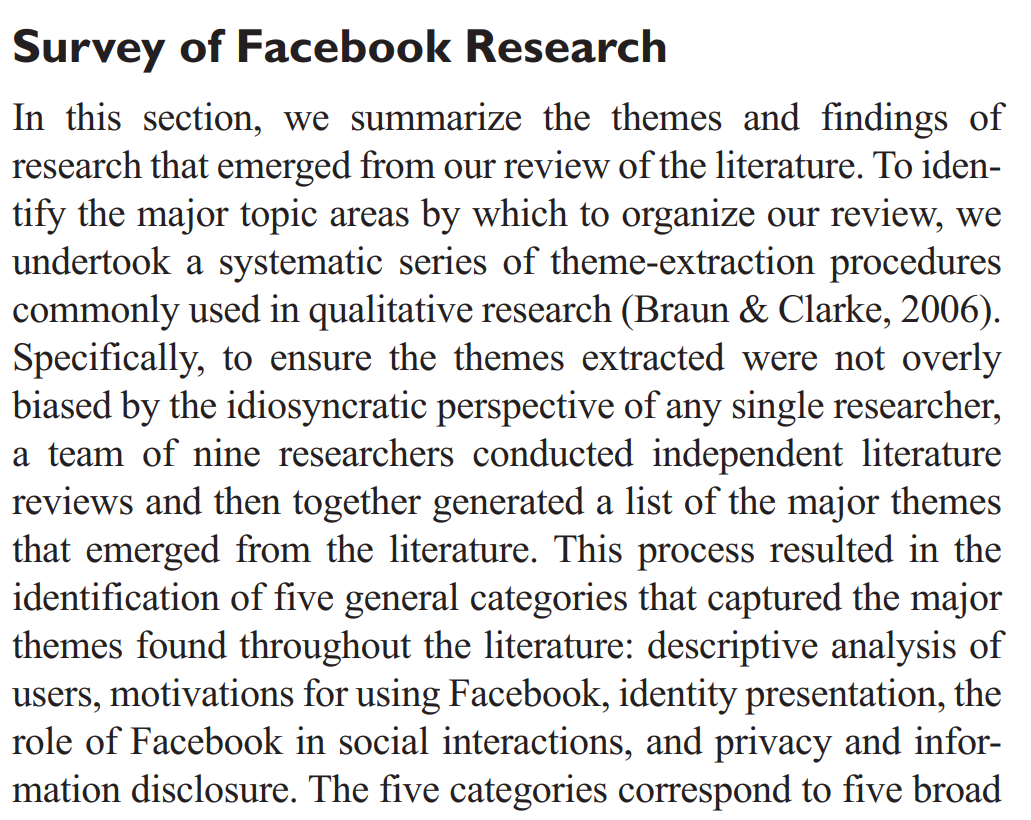 Survey of Facebook Research
In this section, we summarize the themes and findings of
research that emerged from our review of the literature. To iden-
tify the major topic areas by which to organize our review, we
undertook a systematic series of theme-extraction procedures
commonly used in qualitative research (Braun & Clarke, 2006).
Specifically, to ensure the themes extracted were not overly
biased by the idiosyncratic perspective of any single researcher,
a team of nine researchers conducted independent literature
reviews and then together generated a list of the major themes
that emerged from the literature. This process resulted in the
identification of five general categories that captured the major
themes found throughout the literature: descriptive analysis of
users, motivations for using Facebook, identity presentation, the
role of Facebook in social interactions, and privacy and infor-
mation disclosure. The five categories correspond to five broad